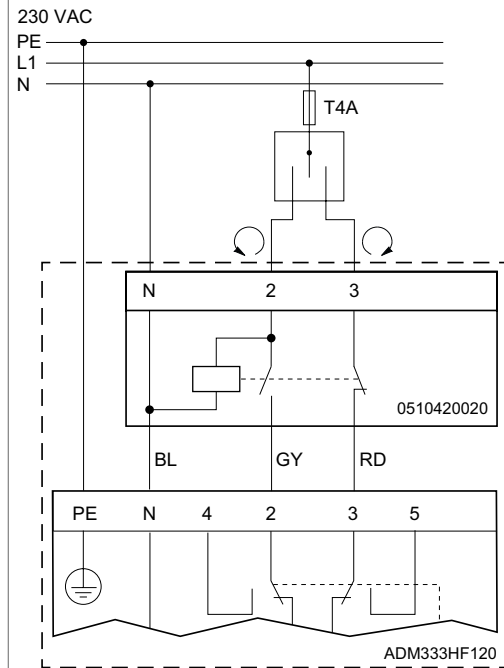 230 VAC
PE
L1
N
T4A
N 2 3
0510420020
BL GY RD
PE N 4 2 3 5
ADM333HF120